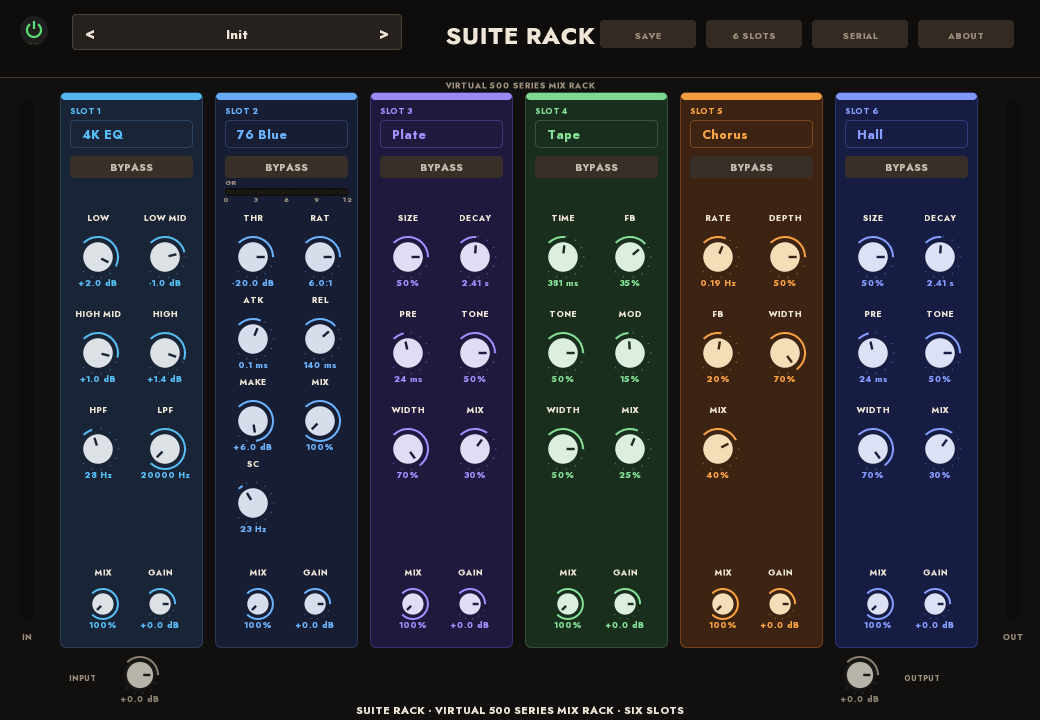 < Init >
SUITE RACK
SAVE
6 SLOTS
SERIAL
ABOUT
VIRTUAL 500 SERIES MIX RACK
SLOT 1
4K EQ
BYPASS
LOW LOW MID
+2.0 dB -1.0 dB
HIGH MID HIGH
+1.0 dB +1.4 dB
HPF LPF
28 Hz 20000 Hz
MIX GAIN
100% +0.0 dB
SLOT 2
76 Blue
BYPASS
GR
0 3 6 9 12
THR RAT
-20.0 dB 6.0:1
ATK REL
0.1 ms 140 ms
MAKE MIX
+6.0 dB 100%
SC
23 Hz
MIX GAIN
100% +0.0 dB
SLOT 3
Plate
BYPASS
SIZE DECAY
50% 2.41 s
PRE TONE
24 ms 50%
WIDTH MIX
70% 30%
MIX GAIN
100% +0.0 dB
SLOT 4
Tape
BYPASS
TIME FB
381 ms 35%
TONE MOD
50% 15%
WIDTH MIX
50% 25%
MIX GAIN
100% +0.0 dB
SLOT 5
Chorus
BYPASS
RATE DEPTH
0.19 Hz 50%
FB WIDTH
20% 70%
MIX
40%
MIX GAIN
100% +0.0 dB
SLOT 6
Hall
BYPASS
SIZE DECAY
50% 2.41 s
PRE TONE
24 ms 50%
WIDTH MIX
70% 30%
MIX GAIN
100% +0.0 dB
IN
OUT
INPUT
+0.0 dB
OUTPUT
+0.0 dB
SUITE RACK · VIRTUAL 500 SERIES MIX RACK · SIX SLOTS